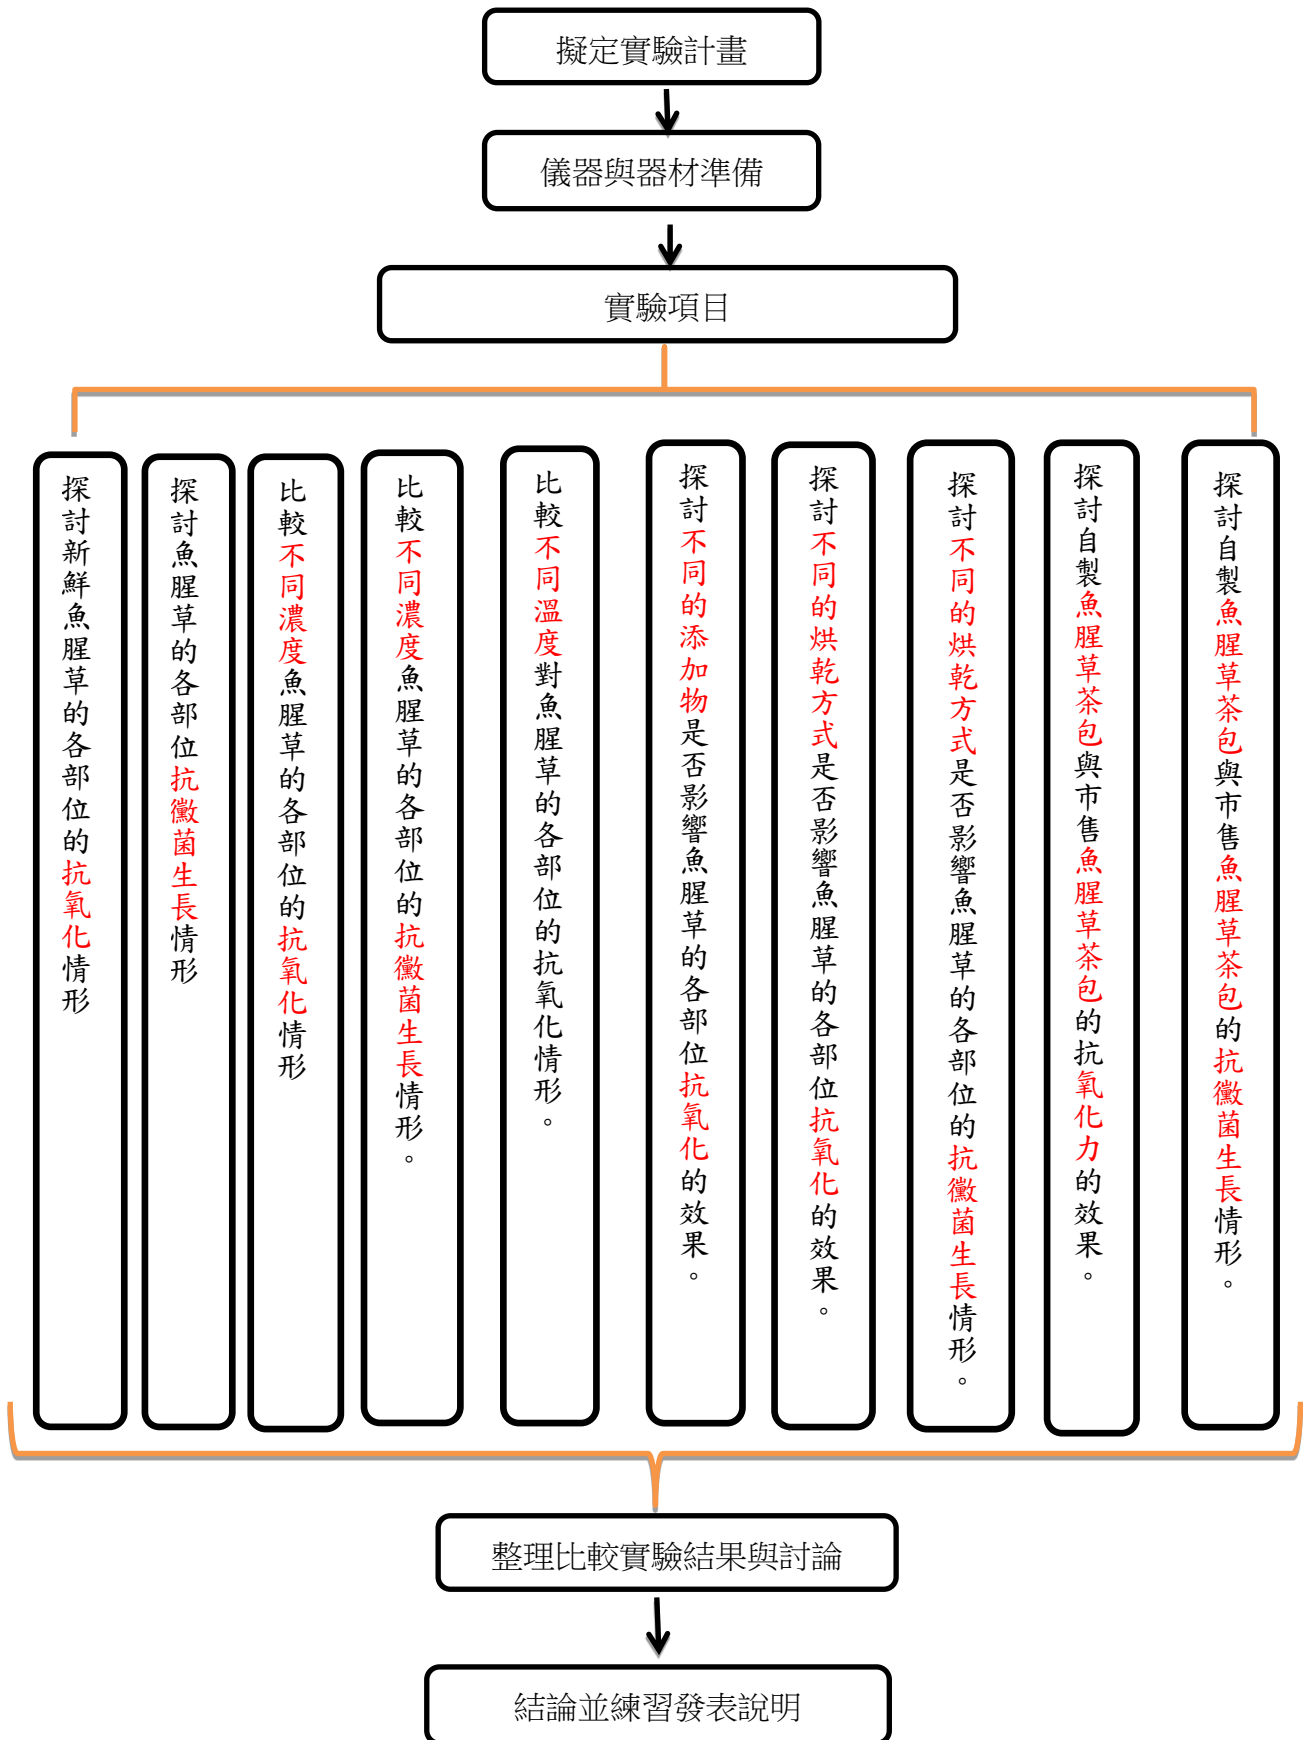 擬定實驗計畫
儀器與器材準備
實驗項目
探討新鮮魚腥草的各部位的抗氧化情形
探討魚腥草的各部位抗黴菌生長情形
比較不同濃度魚腥草的各部位的抗氧化情形
比較不同濃度魚腥草的各部位的抗黴菌生長情形。
比較不同溫度對魚腥草的各部位的抗氧化情形。
探討不同的添加物是否影響魚腥草的各部位抗氧化的效果。
探討不同的烘乾方式是否影響魚腥草的各部位抗氧化的效果。
探討不同的烘乾方式是否影響魚腥草的各部位的抗黴菌生長情形。
探討自製魚腥草茶包與市售魚腥草茶包的抗氧化力的效果。
探討自製魚腥草茶包與市售魚腥草茶包的抗黴菌生長情形。
整理比較實驗結果與討論
結論並練習發表說明